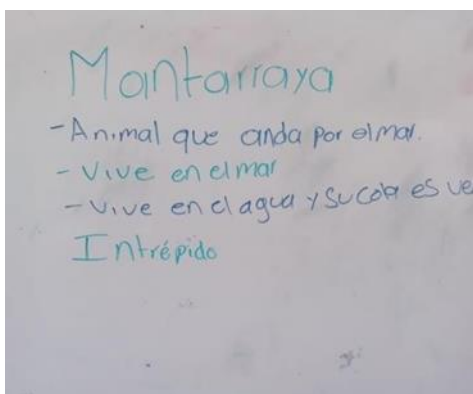 Mantarraya
-Animal que anda por el mar.
- Vive en el mar
- Vive en el agua y su cola es ve
Intrépido